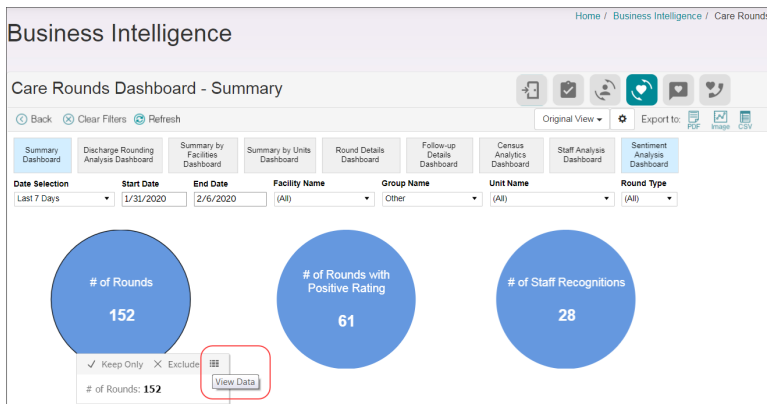 Home / Business Intelligence / Care Rounds
Business Intelligence
Care Rounds Dashboard - Summary
Back Clear Filters Refresh
Original View Export to: PDF Image CSV
Summary Dashboard
Discharge Rounding Analysis Dashboard
Summary by Facilities Dashboard
Summary by Units Dashboard
Round Details Dashboard
Follow-up Details Dashboard
Census Analytics Dashboard
Staff Analysis Dashboard
Sentiment Analysis Dashboard
Date Selection Start Date End Date Facility Name Group Name Unit Name Round Type
Last 7 Days 1/31/2020 2/6/2020 (All) Other (All) (All)
# of Rounds
152
# of Rounds with
Positive Rating
61
# of Staff Recognitions
28
Keep Only Exclude
View Data
# of Rounds: 152